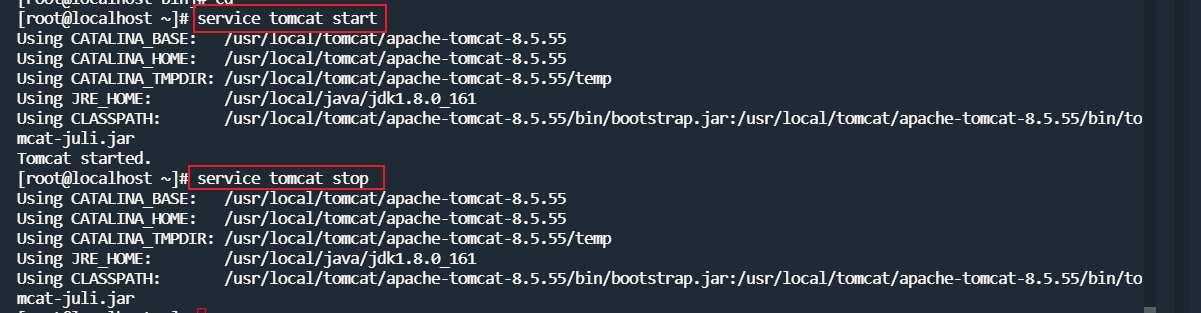 [root@localhost bin]# cd
[root@localhost ~]# service tomcat start
Using CATALINA_BASE:   /usr/local/tomcat/apache-tomcat-8.5.55
Using CATALINA_HOME:   /usr/local/tomcat/apache-tomcat-8.5.55
Using CATALINA_TMPDIR: /usr/local/tomcat/apache-tomcat-8.5.55/temp
Using JRE_HOME:        /usr/local/java/jdk1.8.0_161
Using CLASSPATH:       /usr/local/tomcat/apache-tomcat-8.5.55/bin/bootstrap.jar:/usr/local/tomcat/apache-tomcat-8.5.55/bin/to
mcat-juli.jar
Tomcat started.
[root@localhost ~]# service tomcat stop
Using CATALINA_BASE:   /usr/local/tomcat/apache-tomcat-8.5.55
Using CATALINA_HOME:   /usr/local/tomcat/apache-tomcat-8.5.55
Using CATALINA_TMPDIR: /usr/local/tomcat/apache-tomcat-8.5.55/temp
Using JRE_HOME:        /usr/local/java/jdk1.8.0_161
Using CLASSPATH:       /usr/local/tomcat/apache-tomcat-8.5.55/bin/bootstrap.jar:/usr/local/tomcat/apache-tomcat-8.5.55/bin/to
mcat-juli.jar